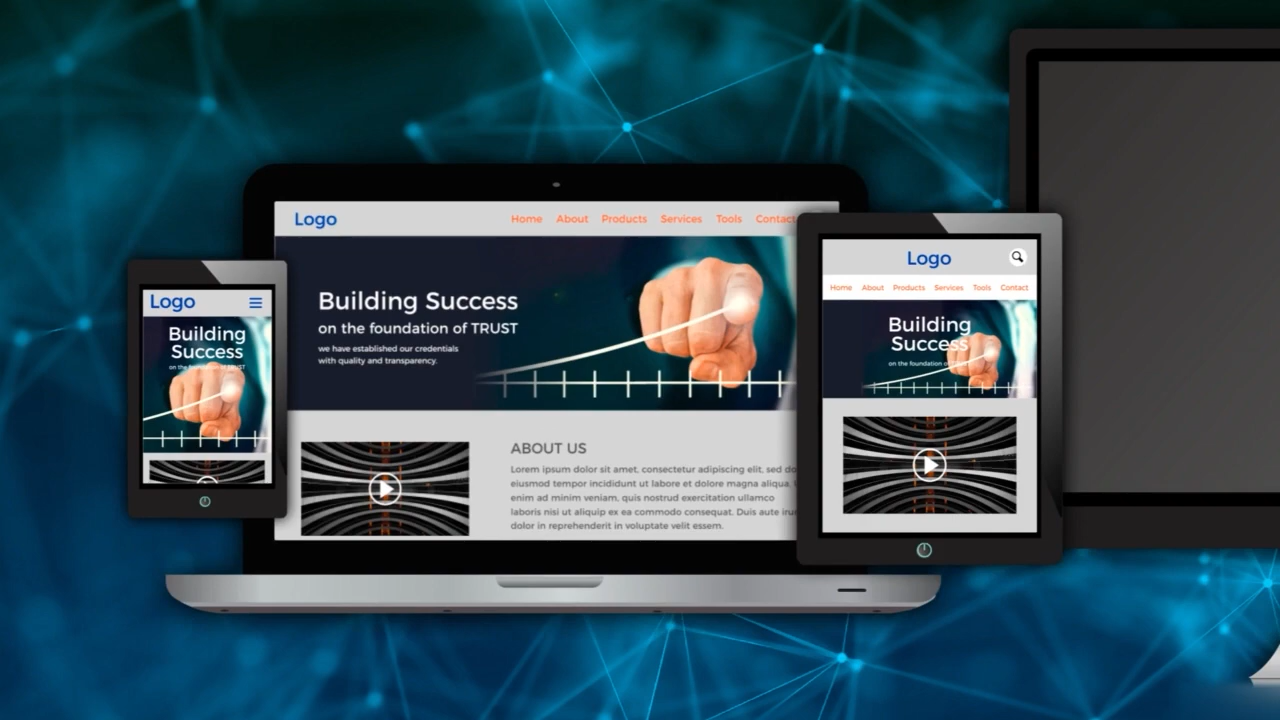 Logo
Home About Products Services Tools Contact
Building Success
on the foundation of TRUST
we have established our credentials
with quality and transparency.
ABOUT US
Lorem ipsum dolor sit amet, consectetur adipiscing elit, sed do
eiusmod tempor incididunt ut labore et dolore magna aliqua.
enim ad minim veniam, quis nostrud exercitation ullamco
laboris nisi ut aliquip ex ea commodo consequat. Duis aute
dolor in reprehenderit in voluptate velit essem.
Logo
Building
Success
on the foundation of TRUST
Logo
Home About Products Services Tools Contact
Building
Success
on the foundation of